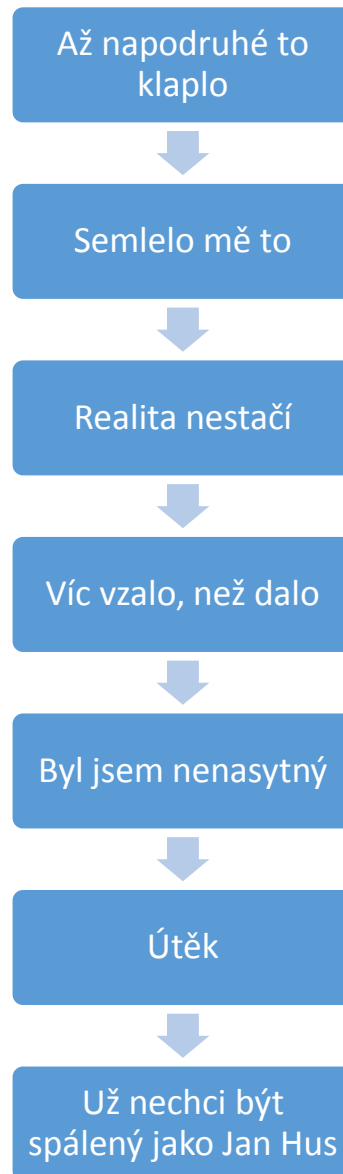 Až napodruhé to
klaplo
Semlelo mě to
Realita nestačí
Víc vzalo, než dalo
Byl jsem nenasytný
Útěk
Už nechci být
spálený jako Jan Hus